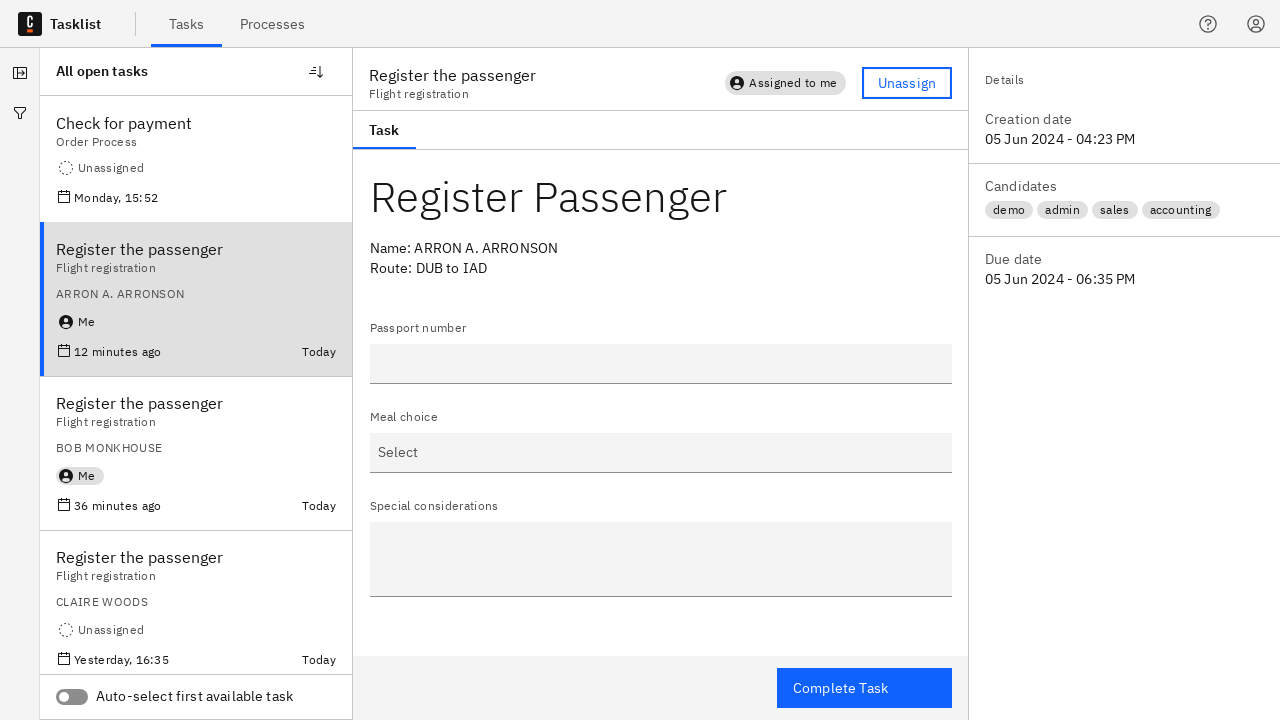 Tasklist
Tasks
Processes
All open tasks
Check for payment
Order Process
Unassigned
Monday, 15:52
Register the passenger
Flight registration
ARRON A. ARRONSON
Me
12 minutes ago
Today
Register the passenger
Flight registration
BOB MONKHOUSE
Me
36 minutes ago
Today
Register the passenger
Flight registration
CLAIRE WOODS
Unassigned
Yesterday, 16:35
Today
Auto-select first available task
Register the passenger
Flight registration
Assigned to me
Unassign
Task
Register Passenger
Name: ARRON A. ARRONSON
Route: DUB to IAD
Passport number
Meal choice
Select
Special considerations
Complete Task
Details
Creation date
05 Jun 2024 - 04:23 PM
Candidates
demo
admin
sales
accounting
Due date
05 Jun 2024 - 06:35 PM